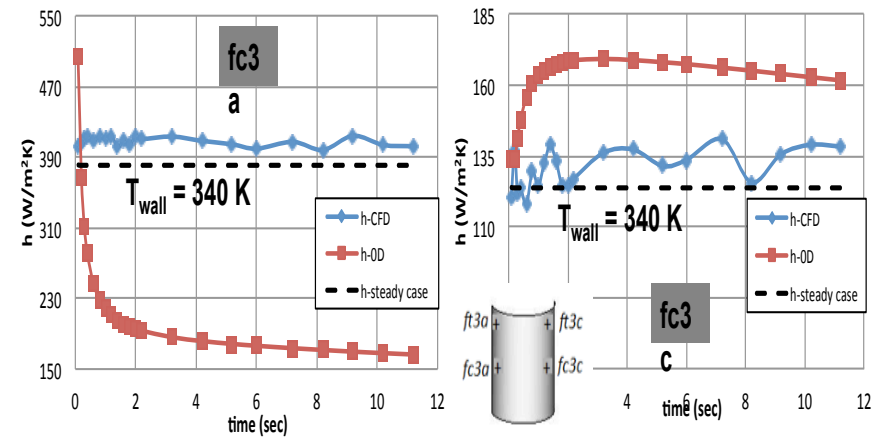 550
470
390
310
230
150
h (W/m²K)
fc3
a
T wall = 340 K
h-CFD
h-0D
h-steady case
0 2 4 6 8 10 12
time (sec)
185
160
135
110
h (W/m²K)
T wall = 340 K
h-CFD
h-0D
h-steady case
ft3a ft3c
fc3a fc3c
fc3
c
4 6 8 10 12
time (sec)